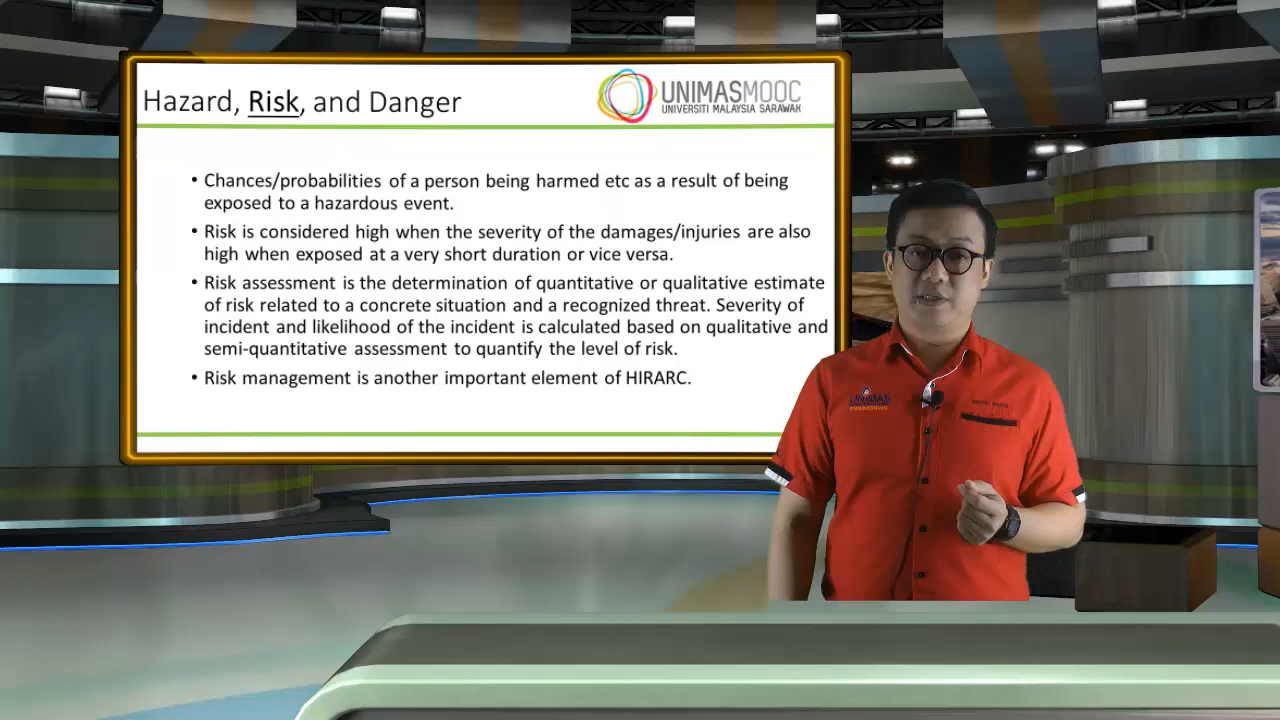 Hazard, Risk, and Danger
UNIMASMOOC
UNIVERSITI MALAYSIA SARAWAK
• Chances/probabilities of a person being harmed etc as a result of being
exposed to a hazardous event.
• Risk is considered high when the severity of the damages/injuries are also
high when exposed at a very short duration or vice versa.
• Risk assessment is the determination of quantitative or qualitative estimate
of risk related to a concrete situation and a recognized threat. Severity of
incident and likelihood of the incident is calculated based on qualitative and
semi-quantitative assessment to quantify the level of risk.
• Risk management is another important element of HIRARC.
UNIMAS